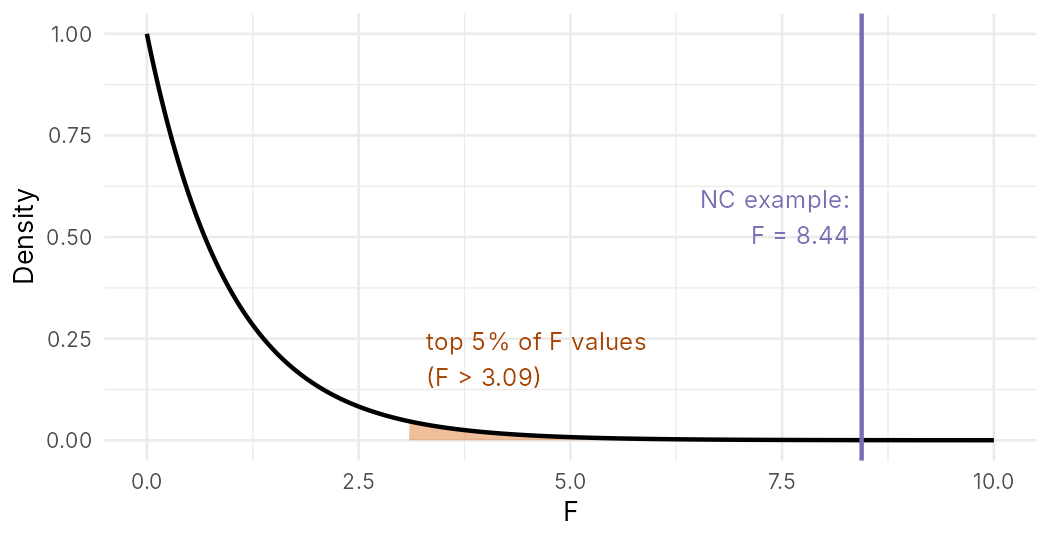 1.00
0.75
0.50
0.25
0.00
Density
NC example:
F = 8.44
top 5% of F values
(F > 3.09)
0.0
2.5
5.0
7.5
10.0
F